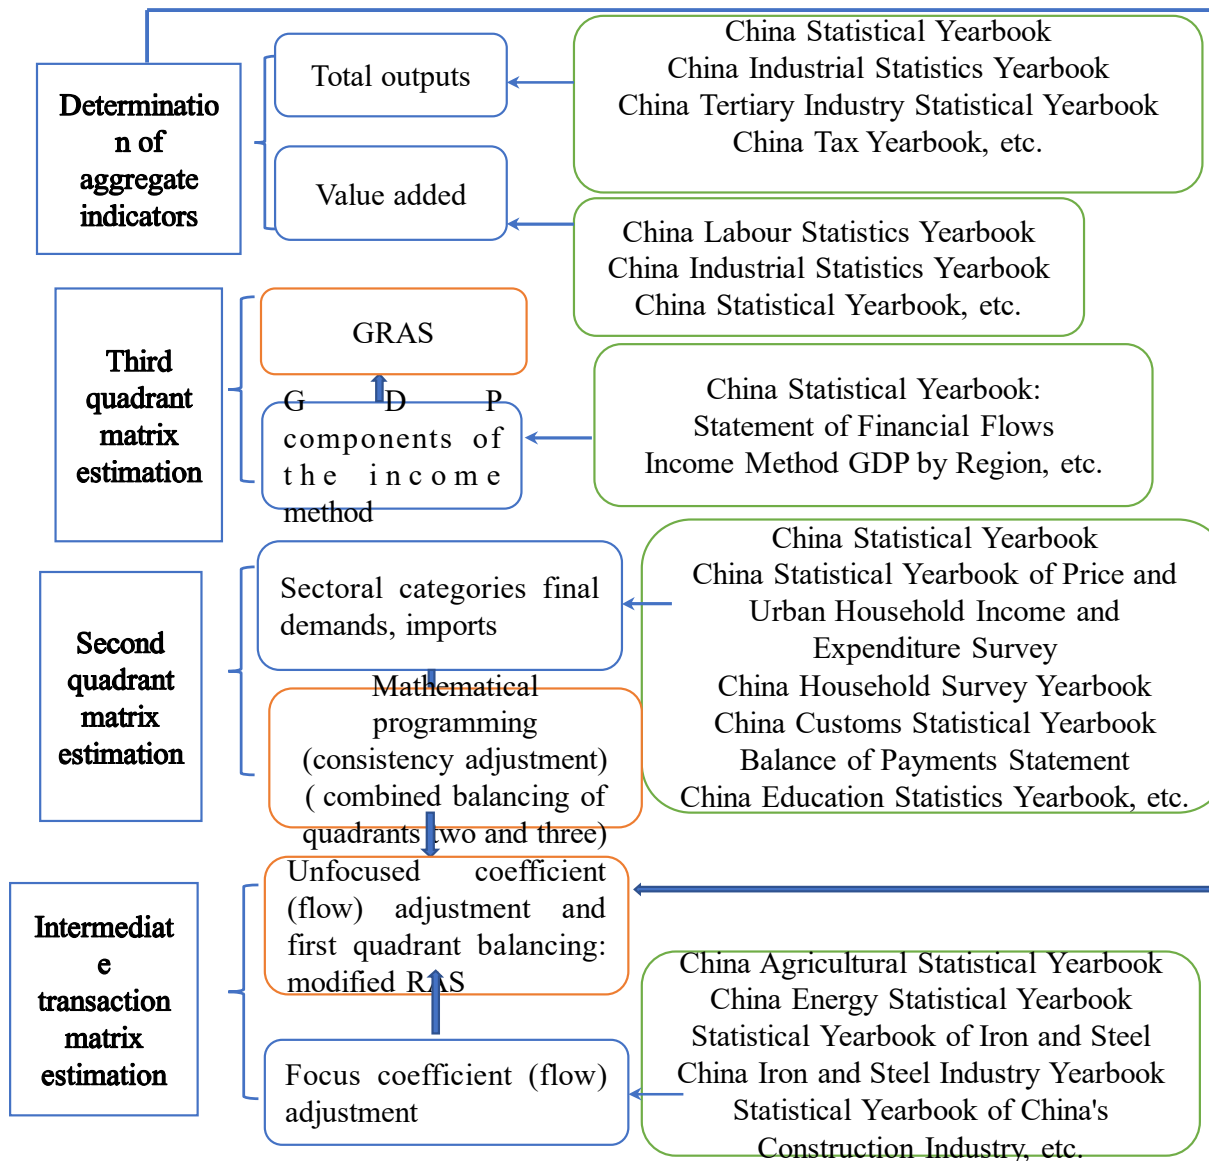 Determinatio
n of
aggregate
indicators
Total outputs
Value added
China Statistical Yearbook
China Industrial Statistics Yearbook
China Tertiary Industry Statistical Yearbook
China Tax Yearbook, etc.
China Labour Statistics Yearbook
China Industrial Statistics Yearbook
China Statistical Yearbook, etc.
Third
quadrant
matrix
estimation
GRAS
G D P
components of
the income
method
China Statistical Yearbook:
Statement of Financial Flows
Income Method GDP by Region, etc.
Second
quadrant
matrix
estimation
Sectoral categories final
demands, imports
Mathematical
programming
(consistency adjustment)
( combined balancing of
quadrants two and three)
China Statistical Yearbook
China Statistical Yearbook of Price and
Urban Household Income and
Expenditure Survey
China Household Survey Yearbook
China Customs Statistical Yearbook
Balance of Payments Statement
China Education Statistics Yearbook, etc.
Intermediat
e
transaction
matrix
estimation
Unfocused coefficient
(flow) adjustment and
first quadrant balancing:
modified RAS
Focus coefficient (flow)
adjustment
China Agricultural Statistical Yearbook
China Energy Statistical Yearbook
Statistical Yearbook of Iron and Steel
China Iron and Steel Industry Yearbook
Statistical Yearbook of China's
Construction Industry, etc.